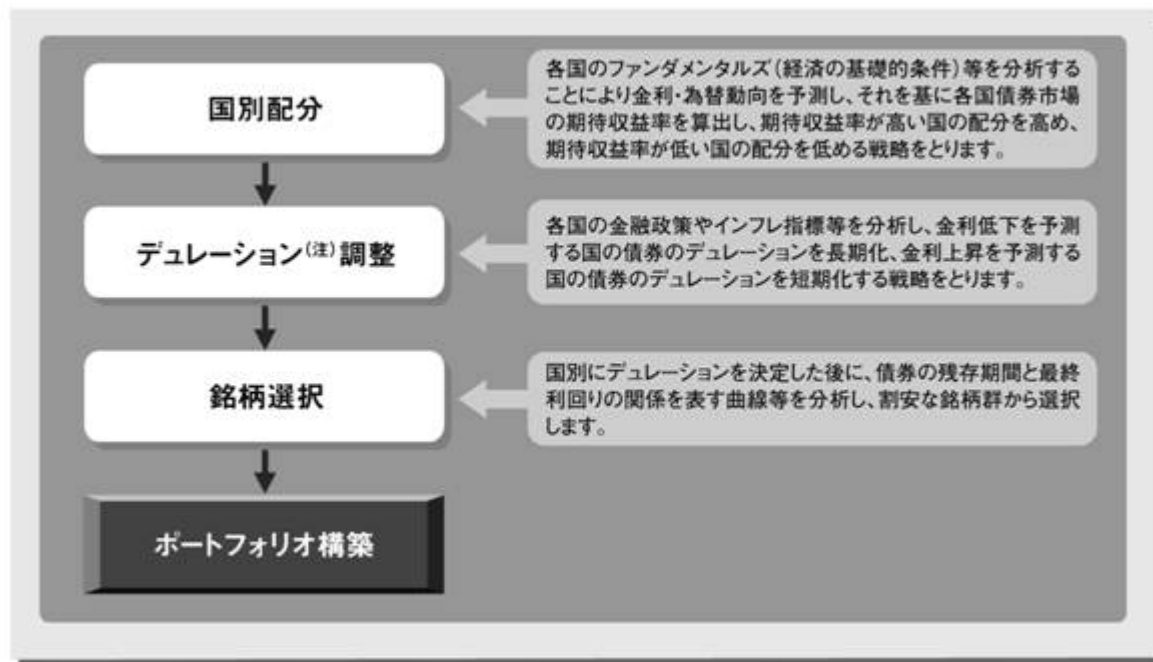 国別配分
各国のファンダメンタルズ(経済の基礎的条件)等を分析する
ことにより金利・為替動向を予測し、それを基に各国債券市場
の期待収益率を算出し、期待収益率が高い国の配分を高め、
期待収益率が低い国の配分を低める戦略をとります。
デュレーション(注)調整
各国の金融政策やインフレ指標等を分析し、金利低下を予測
する国の債券のデュレーションを長期化、金利上昇を予測する
国の債券のデュレーションを短期化する戦略をとります。
銘柄選択
国別にデュレーションを決定した後に、債券の残存期間と最終
利回りの関係を表す曲線等を分析し、割安な銘柄群から選択
します。
ポートフォリオ構築